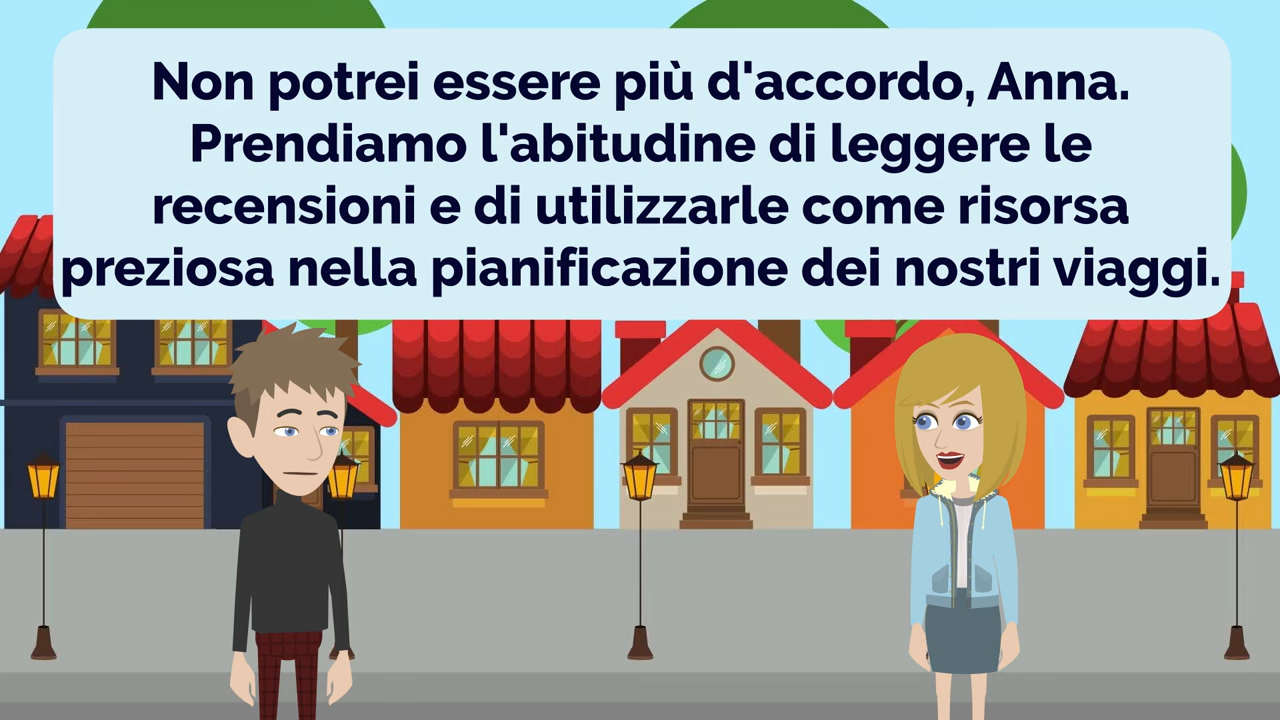 Non potrei essere più d'accordo, Anna.
Prendiamo l'abitudine di leggere le
recensioni e di utilizzarle come risorsa
preziosa nella pianificazione dei nostri viaggi.